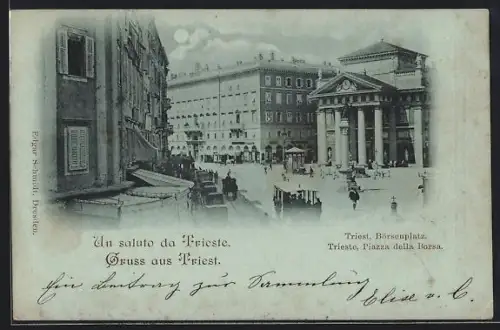 Edgar Schmidt, Dresden.
Un saluto da Trieste.
Gruss aus Triest.
Triest, Börsenplatz.
Trieste, Piazza della Borsa.
Ein Beitrag zur Sammlung
Elise v. C.